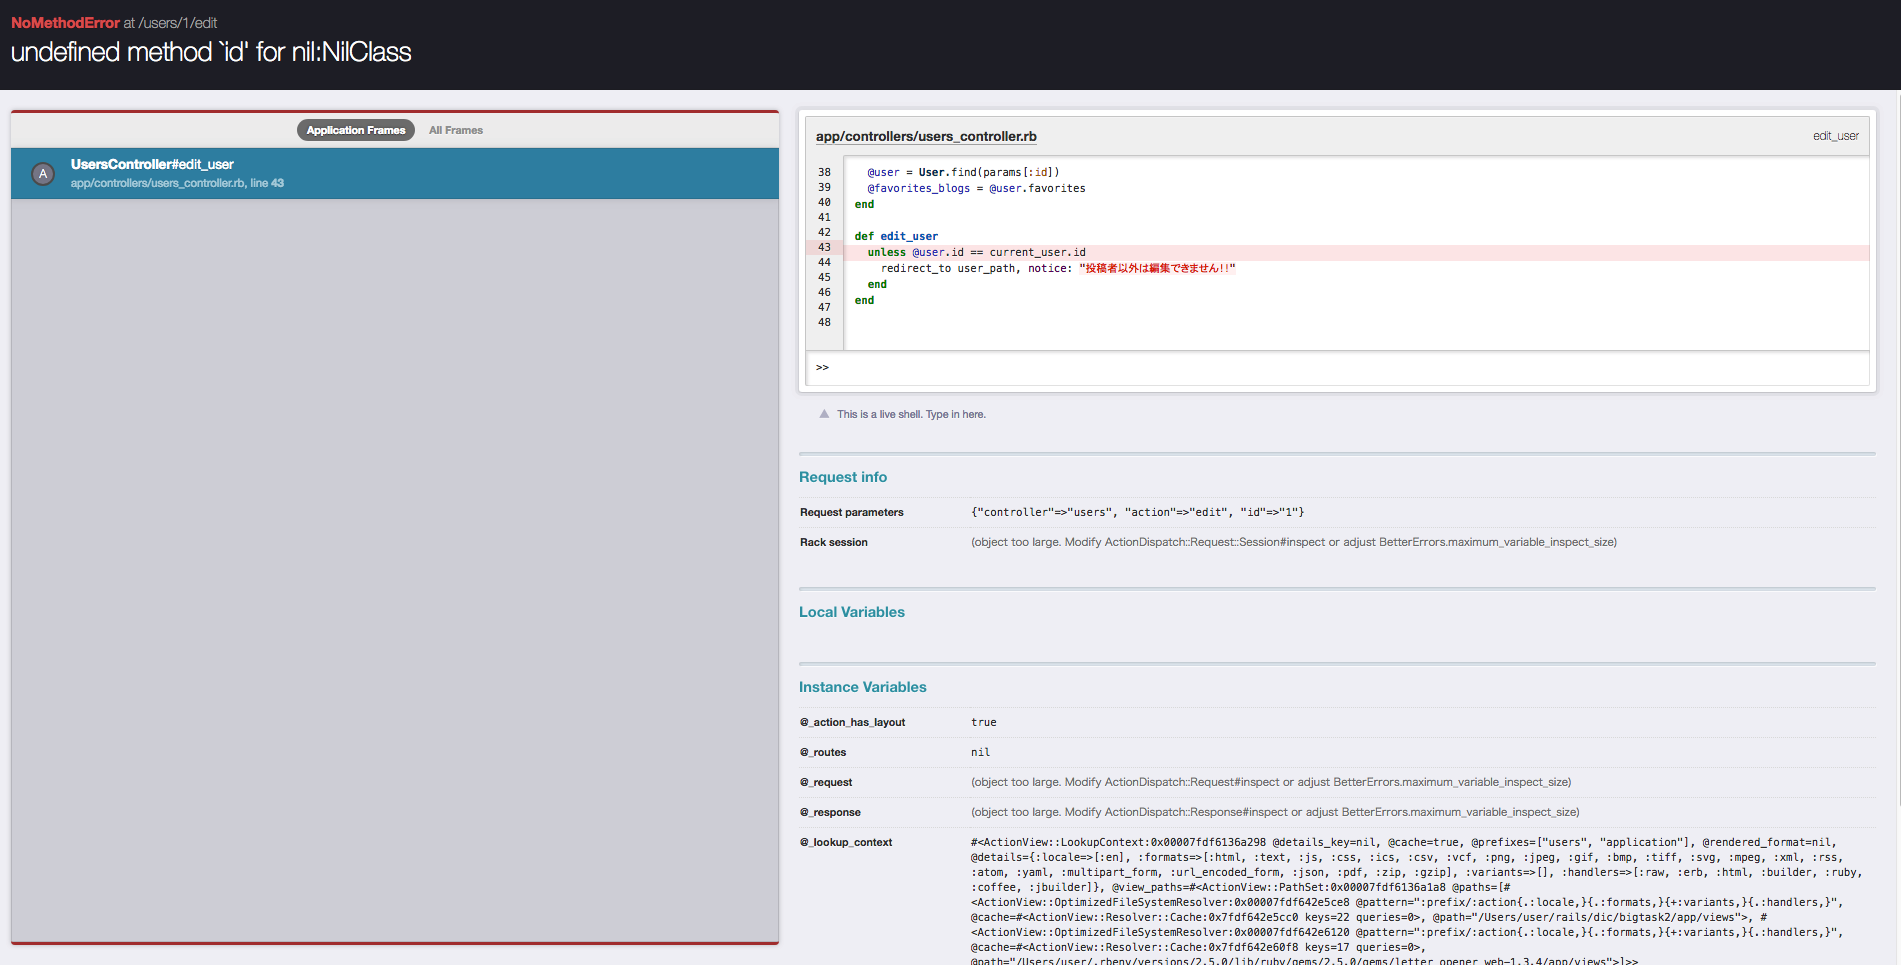 NoMethodError at /users/1/edit
undefined method `id' for nil:NilClass
Application Frames All Frames
A
UsersController#edit_user
app/controllers/users_controller.rb, line 43
app/controllers/users_controller.rb edit_user
38 @user = User.find(params[:id])
39 @favorites_blogs = @user.favorites
40 end
41
42 def edit_user
43 unless @user.id == current_user.id
44 redirect_to user_path, notice: "投稿者以外は編集できません!!"
45 end
46 end
47
48
>>
This is a live shell. Type in here.
Request info
Request parameters {"controller"=>"users", "action"=>"edit", "id"=>"1"}
Rack session (object too large. Modify ActionDispatch::Request::Session#inspect or adjust BetterErrors.maximum_variable_inspect_size)
Local Variables
Instance Variables
@_action_has_layout true
@_routes nil
@_request (object too large. Modify ActionDispatch::Request#inspect or adjust BetterErrors.maximum_variable_inspect_size)
@_response (object too large. Modify ActionDispatch::Response#inspect or adjust BetterErrors.maximum_variable_inspect_size)
@_lookup_context #<ActionView::LookupContext:0x00007fdf6136a298 @details_key=nil, @cache=true, @prefixes=["users", "application"], @rendered_format=nil,
@details={:locale=>[:en], :formats=>[:html, :text, :js, :css, :ics, :csv, :vcf, :png, :jpeg, :gif, :bmp, :tiff, :svg, :mpeg, :xml, :rss,
:atom, :yaml, :multipart_form, :url_encoded_form, :json, :pdf, :zip, :gzip], :variants=>[], :handlers=>[:raw, :erb, :html, :builder, :ruby,
:coffee, :jbuilder]}, @view_paths=#<ActionView::PathSet:0x00007fdf6136a1a8 @paths=[#
<ActionView::OptimizedFileSystemResolver:0x00007fdf642e5ce8 @pattern=":prefix/:action{.:locale,}{.:formats,}{+:variants,}{.:handlers,}",
@cache=#<ActionView::Resolver::Cache:0x7fdf642e5cc0 keys=22 queries=0>, @path="/Users/user/rails/dic/bigtask2/app/views">, #
<ActionView::OptimizedFileSystemResolver:0x00007fdf642e6120 @pattern=":prefix/:action{.:locale,}{.:formats,}{+:variants,}{.:handlers,}",
@cache=#<ActionView::Resolver::Cache:0x7fdf642e60f8 keys=17 queries=0>,
@path="/Users/user/.rbenv/versions/2.5.0/lib/ruby/gems/2.5.0/gems/letter_opener_web-1.3.4/app/views">]>>